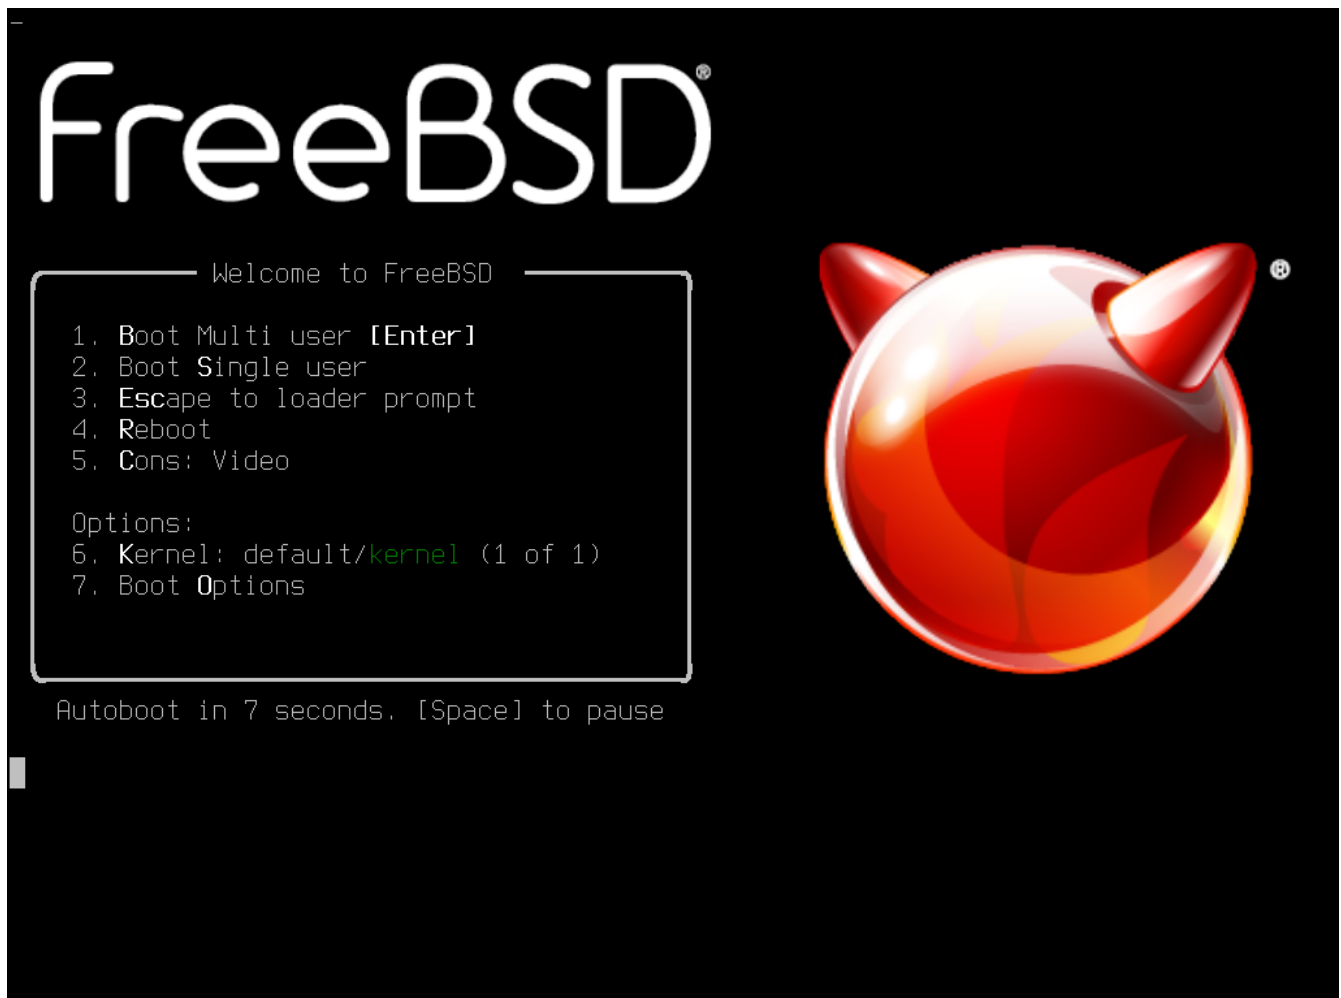 FreeBSD®
Welcome to FreeBSD
1. Boot Multi user [Enter]
2. Boot Single user
3. Escape to loader prompt
4. Reboot
5. Cons: Video
Options:
6. Kernel: default/kernel (1 of 1)
7. Boot Options
Autoboot in 7 seconds. [Space] to pause
®